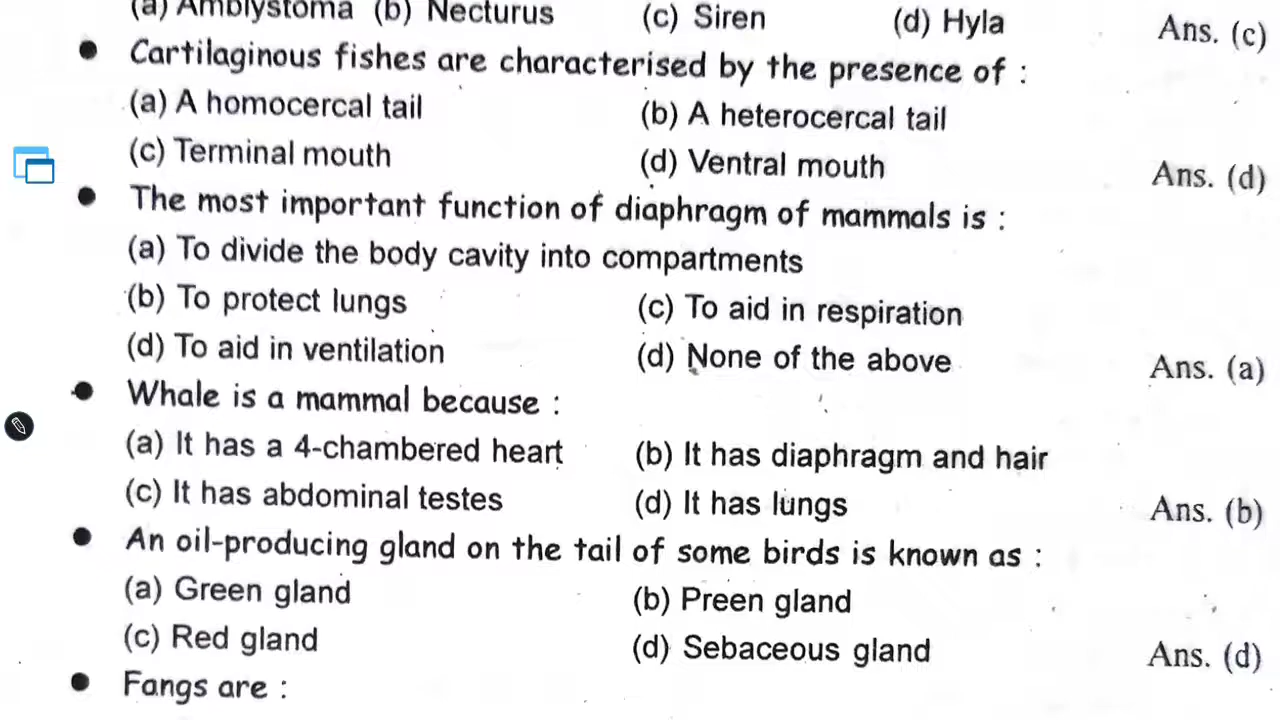 (a) Amblystoma (b) Necturus (c) Siren (d) Hyla Ans. (c)
● Cartilaginous fishes are characterised by the presence of :
(a) A homocercal tail (b) A heterocercal tail
(c) Terminal mouth (d) Ventral mouth Ans. (d)
● The most important function of diaphragm of mammals is :
(a) To divide the body cavity into compartments
(b) To protect lungs (c) To aid in respiration
(d) To aid in ventilation (d) None of the above Ans. (a)
● Whale is a mammal because :
(a) It has a 4-chambered heart (b) It has diaphragm and hair
(c) It has abdominal testes (d) It has lungs Ans. (b)
● An oil-producing gland on the tail of some birds is known as :
(a) Green gland (b) Preen gland
(c) Red gland (d) Sebaceous gland Ans. (d)
● Fangs are :